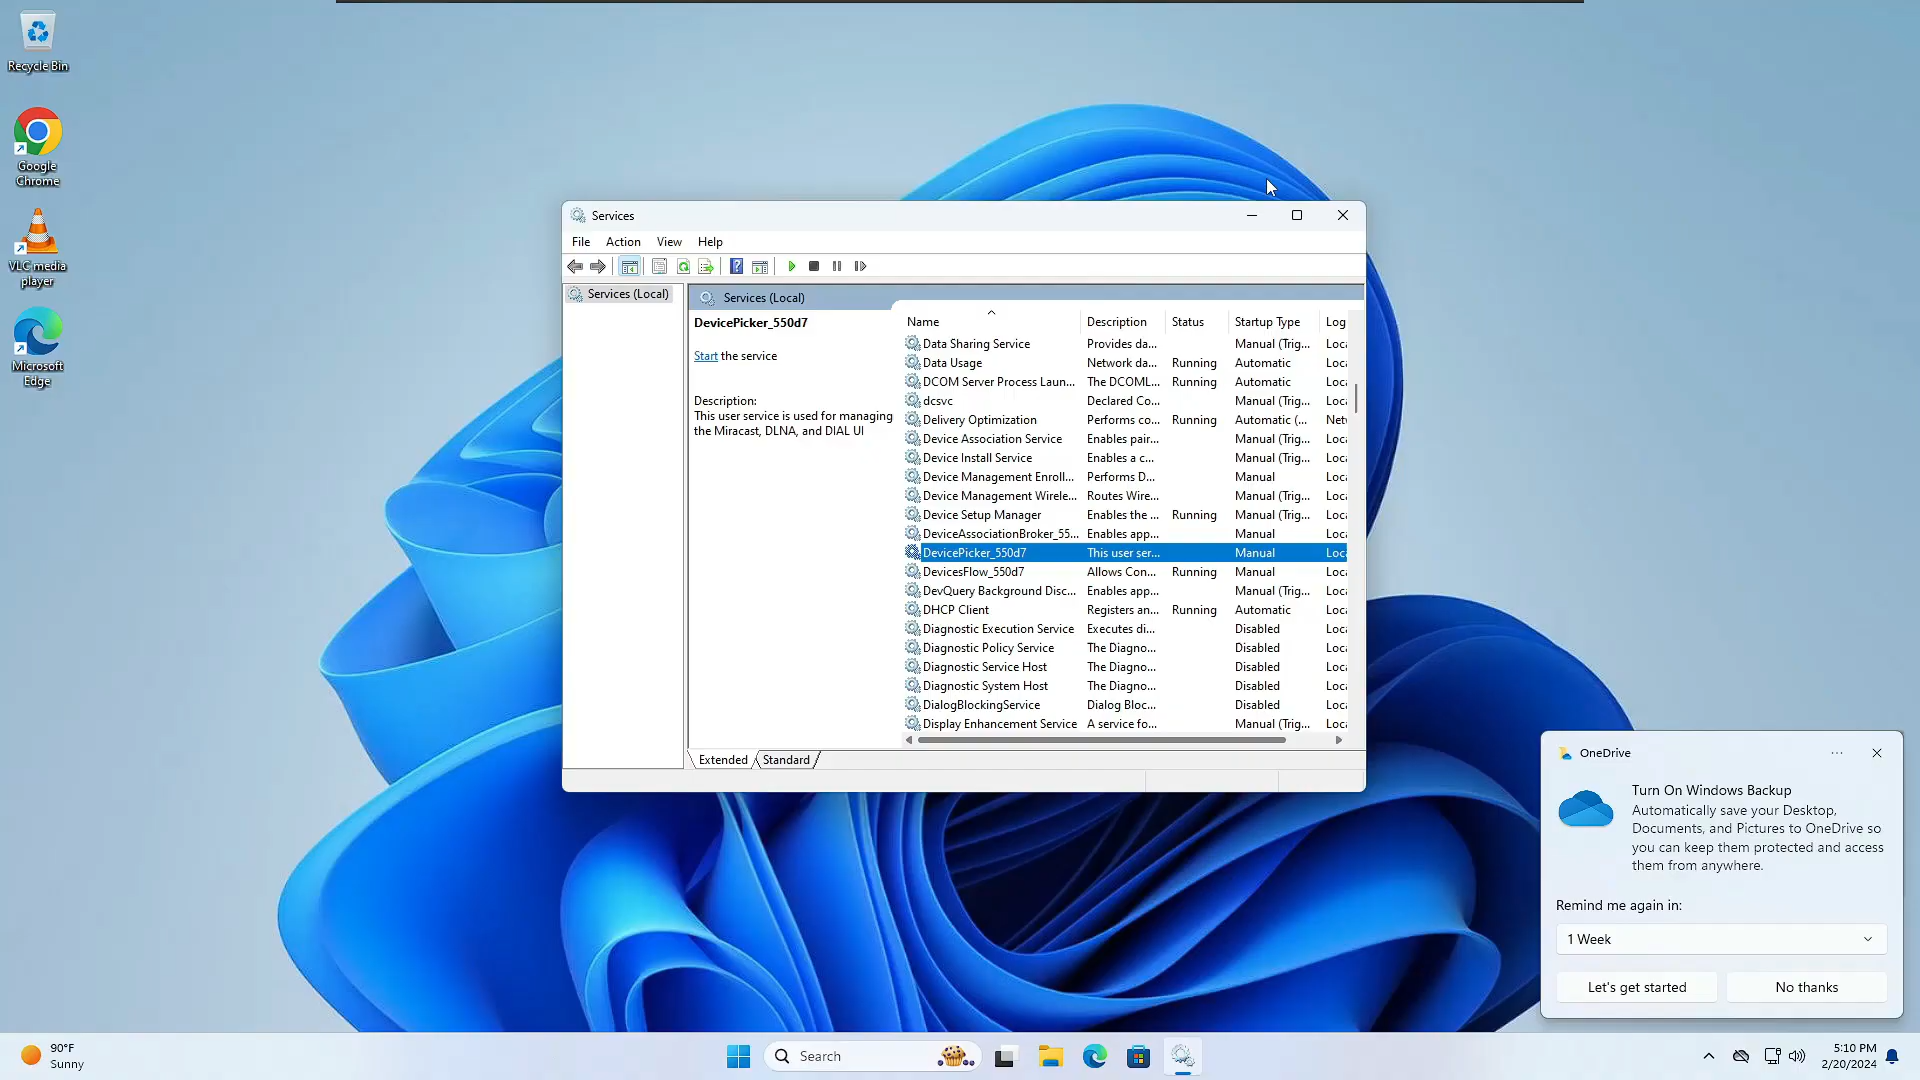 Recycle Bin
Google
Chrome
VLC media
player
Microsoft
Edge
Services
File Action View Help
Services (Local)
Services (Local)
DevicePicker_550d7
Start the service
Description:
This user service is used for managing
the Miracast, DLNA, and DIAL UI
Name Description Status Startup Type Log
Data Sharing Service Provides da... Manual (Trig... Loca
Data Usage Network da... Running Automatic Loca
DCOM Server Process Laun... The DCOML... Running Automatic Loca
dcsvc Declared Co... Manual (Trig... Loca
Delivery Optimization Performs co... Running Automatic (... Net
Device Association Service Enables pair... Manual (Trig... Loca
Device Install Service Enables a c... Manual (Trig... Loca
Device Management Enroll... Performs D... Manual Loca
Device Management Wirele... Routes Wire... Manual (Trig... Loca
Device Setup Manager Enables the ... Running Manual (Trig... Loca
DeviceAssociationBroker_55... Enables app... Manual Loca
DevicePicker_550d7 This user ser... Manual Loca
DevicesFlow_550d7 Allows Con... Running Manual Loca
DevQuery Background Disc... Enables app... Manual (Trig... Loca
DHCP Client Registers an... Running Automatic Loca
Diagnostic Execution Service Executes di... Disabled Loca
Diagnostic Policy Service The Diagno... Disabled Loca
Diagnostic Service Host The Diagno... Disabled Loca
Diagnostic System Host The Diagno... Disabled Loca
DialogBlockingService Dialog Bloc... Disabled Loca
Display Enhancement Service A service fo... Manual (Trig... Loca
Extended Standard
OneDrive
Turn On Windows Backup
Automatically save your Desktop,
Documents, and Pictures to OneDrive so
you can keep them protected and access
them from anywhere.
Remind me again in:
1 Week
Let's get started No thanks
90°F
Sunny
Search
5:10 PM
2/20/2024